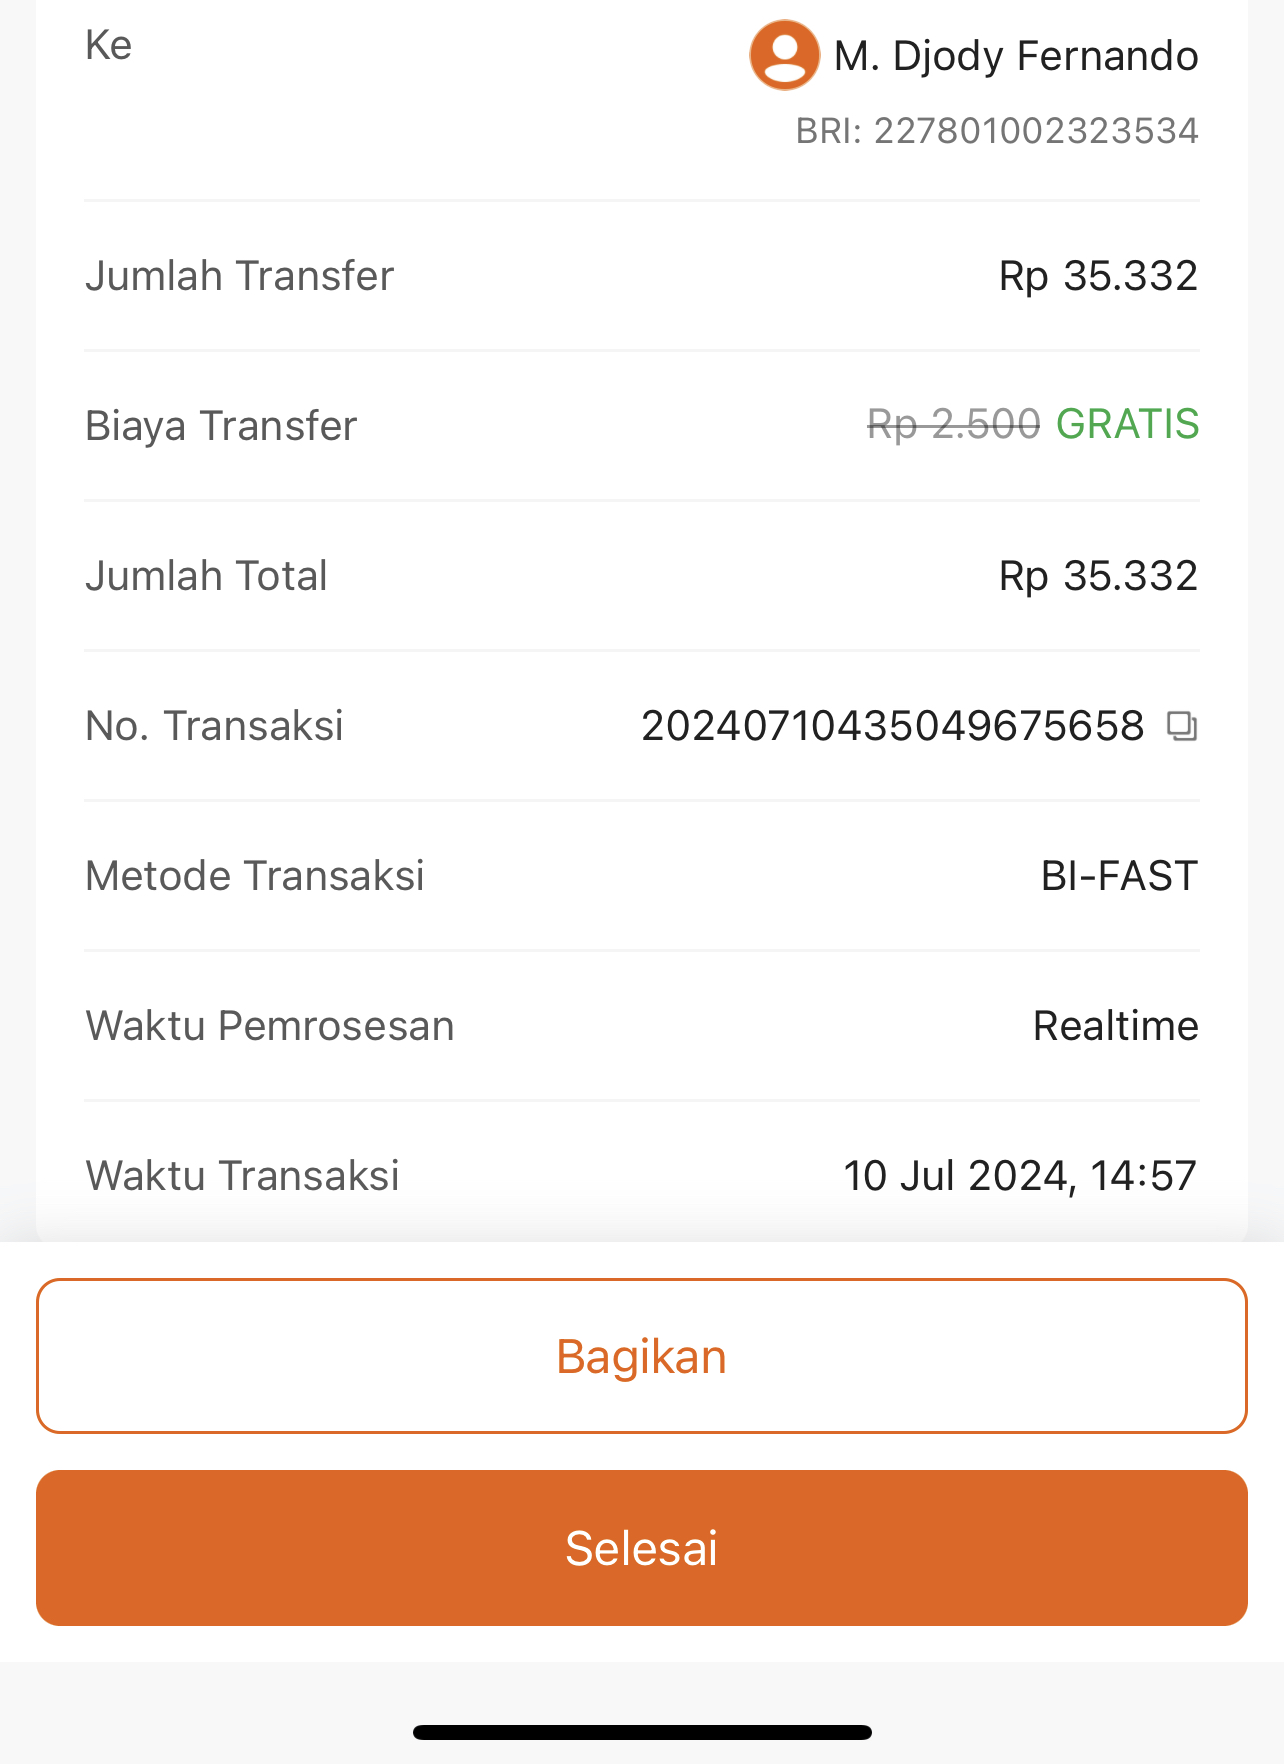 Ke
M. Djody Fernando
BRI: 227801002323534
Jumlah Transfer Rp 35.332
Biaya Transfer Rp 2.500 GRATIS
Jumlah Total Rp 35.332
No. Transaksi 20240710435049675658
Metode Transaksi BI-FAST
Waktu Pemrosesan Realtime
Waktu Transaksi 10 Jul 2024, 14:57
Bagikan
Selesai